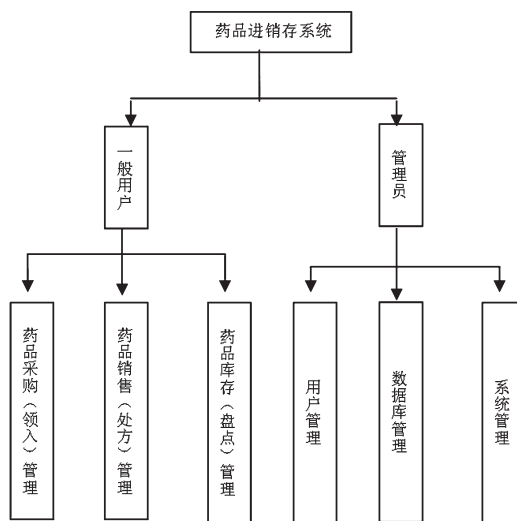 药品进销存系统
一般用户
管理员
药品采购（领入）管理
药品销售（处方）管理
药品库存（盘点）管理
用户管理
数据库管理
系统管理